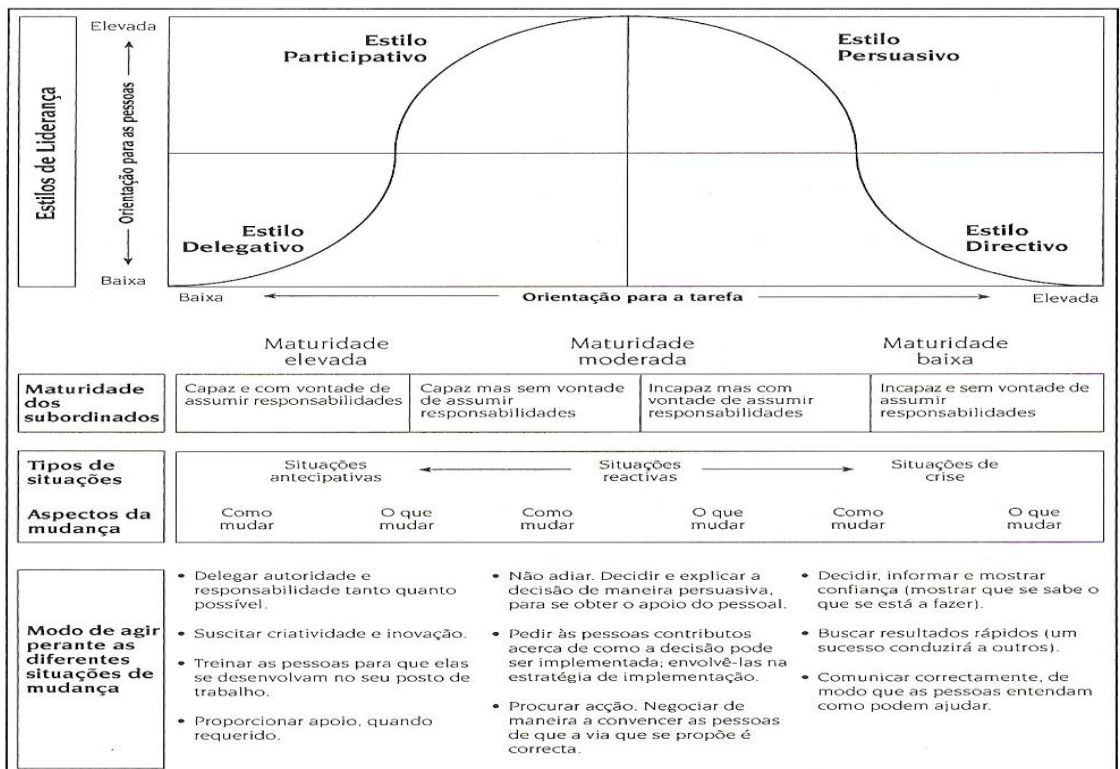 Estilos de Liderança
Orientação para as pessoas
Elevada
Baixa
Estilo
Participativo
Estilo
Persuasivo
Estilo
Delegativo
Estilo
Directivo
Baixa
Orientação para a tarefa
Elevada
Maturidade
elevada
Maturidade
moderada
Maturidade
baixa
Maturidade
dos
subordinados
Capaz e com vontade de
assumir responsabilidades
Capaz mas sem vontade
de assumir
responsabilidades
Incapaz mas com
vontade de assumir
responsabilidades
Incapaz e sem vontade de
assumir
responsabilidades
Tipos de
situações
Situações
antecipativas
Situações
reactivas
Situações de
crise
Aspectos da
mudança
Como
mudar
O que
mudar
Como
mudar
O que
mudar
Como
mudar
O que
mudar
Modo de agir
perante as
diferentes
situações de
mudança
• Delegar autoridade e
responsabilidade tanto quanto
possível.
• Suscitar criatividade e inovação.
• Treinar as pessoas para que elas
se desenvolvam no seu posto de
trabalho.
• Proporcionar apoio, quando
requerido.
• Não adiar. Decidir e explicar a
decisão de maneira persuasiva,
para se obter o apoio do pessoal.
• Pedir às pessoas contributos
acerca de como a decisão pode
ser implementada; envolvê-las na
estratégia de implementação.
• Procurar acção. Negociar de
maneira a convencer as pessoas
de que a via que se propõe é
correcta.
• Decidir, informar e mostrar
confiança (mostrar que se sabe o
que se está a fazer).
• Buscar resultados rápidos (um
sucesso conduzirá a outros).
• Comunicar correctamente, de
modo que as pessoas entendam
como podem ajudar.